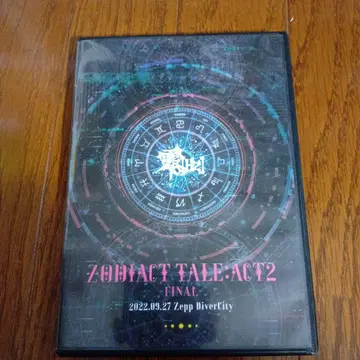 ZODIACT TALE:ACT2
FINAL
2022.09.27 Zepp DiverCity